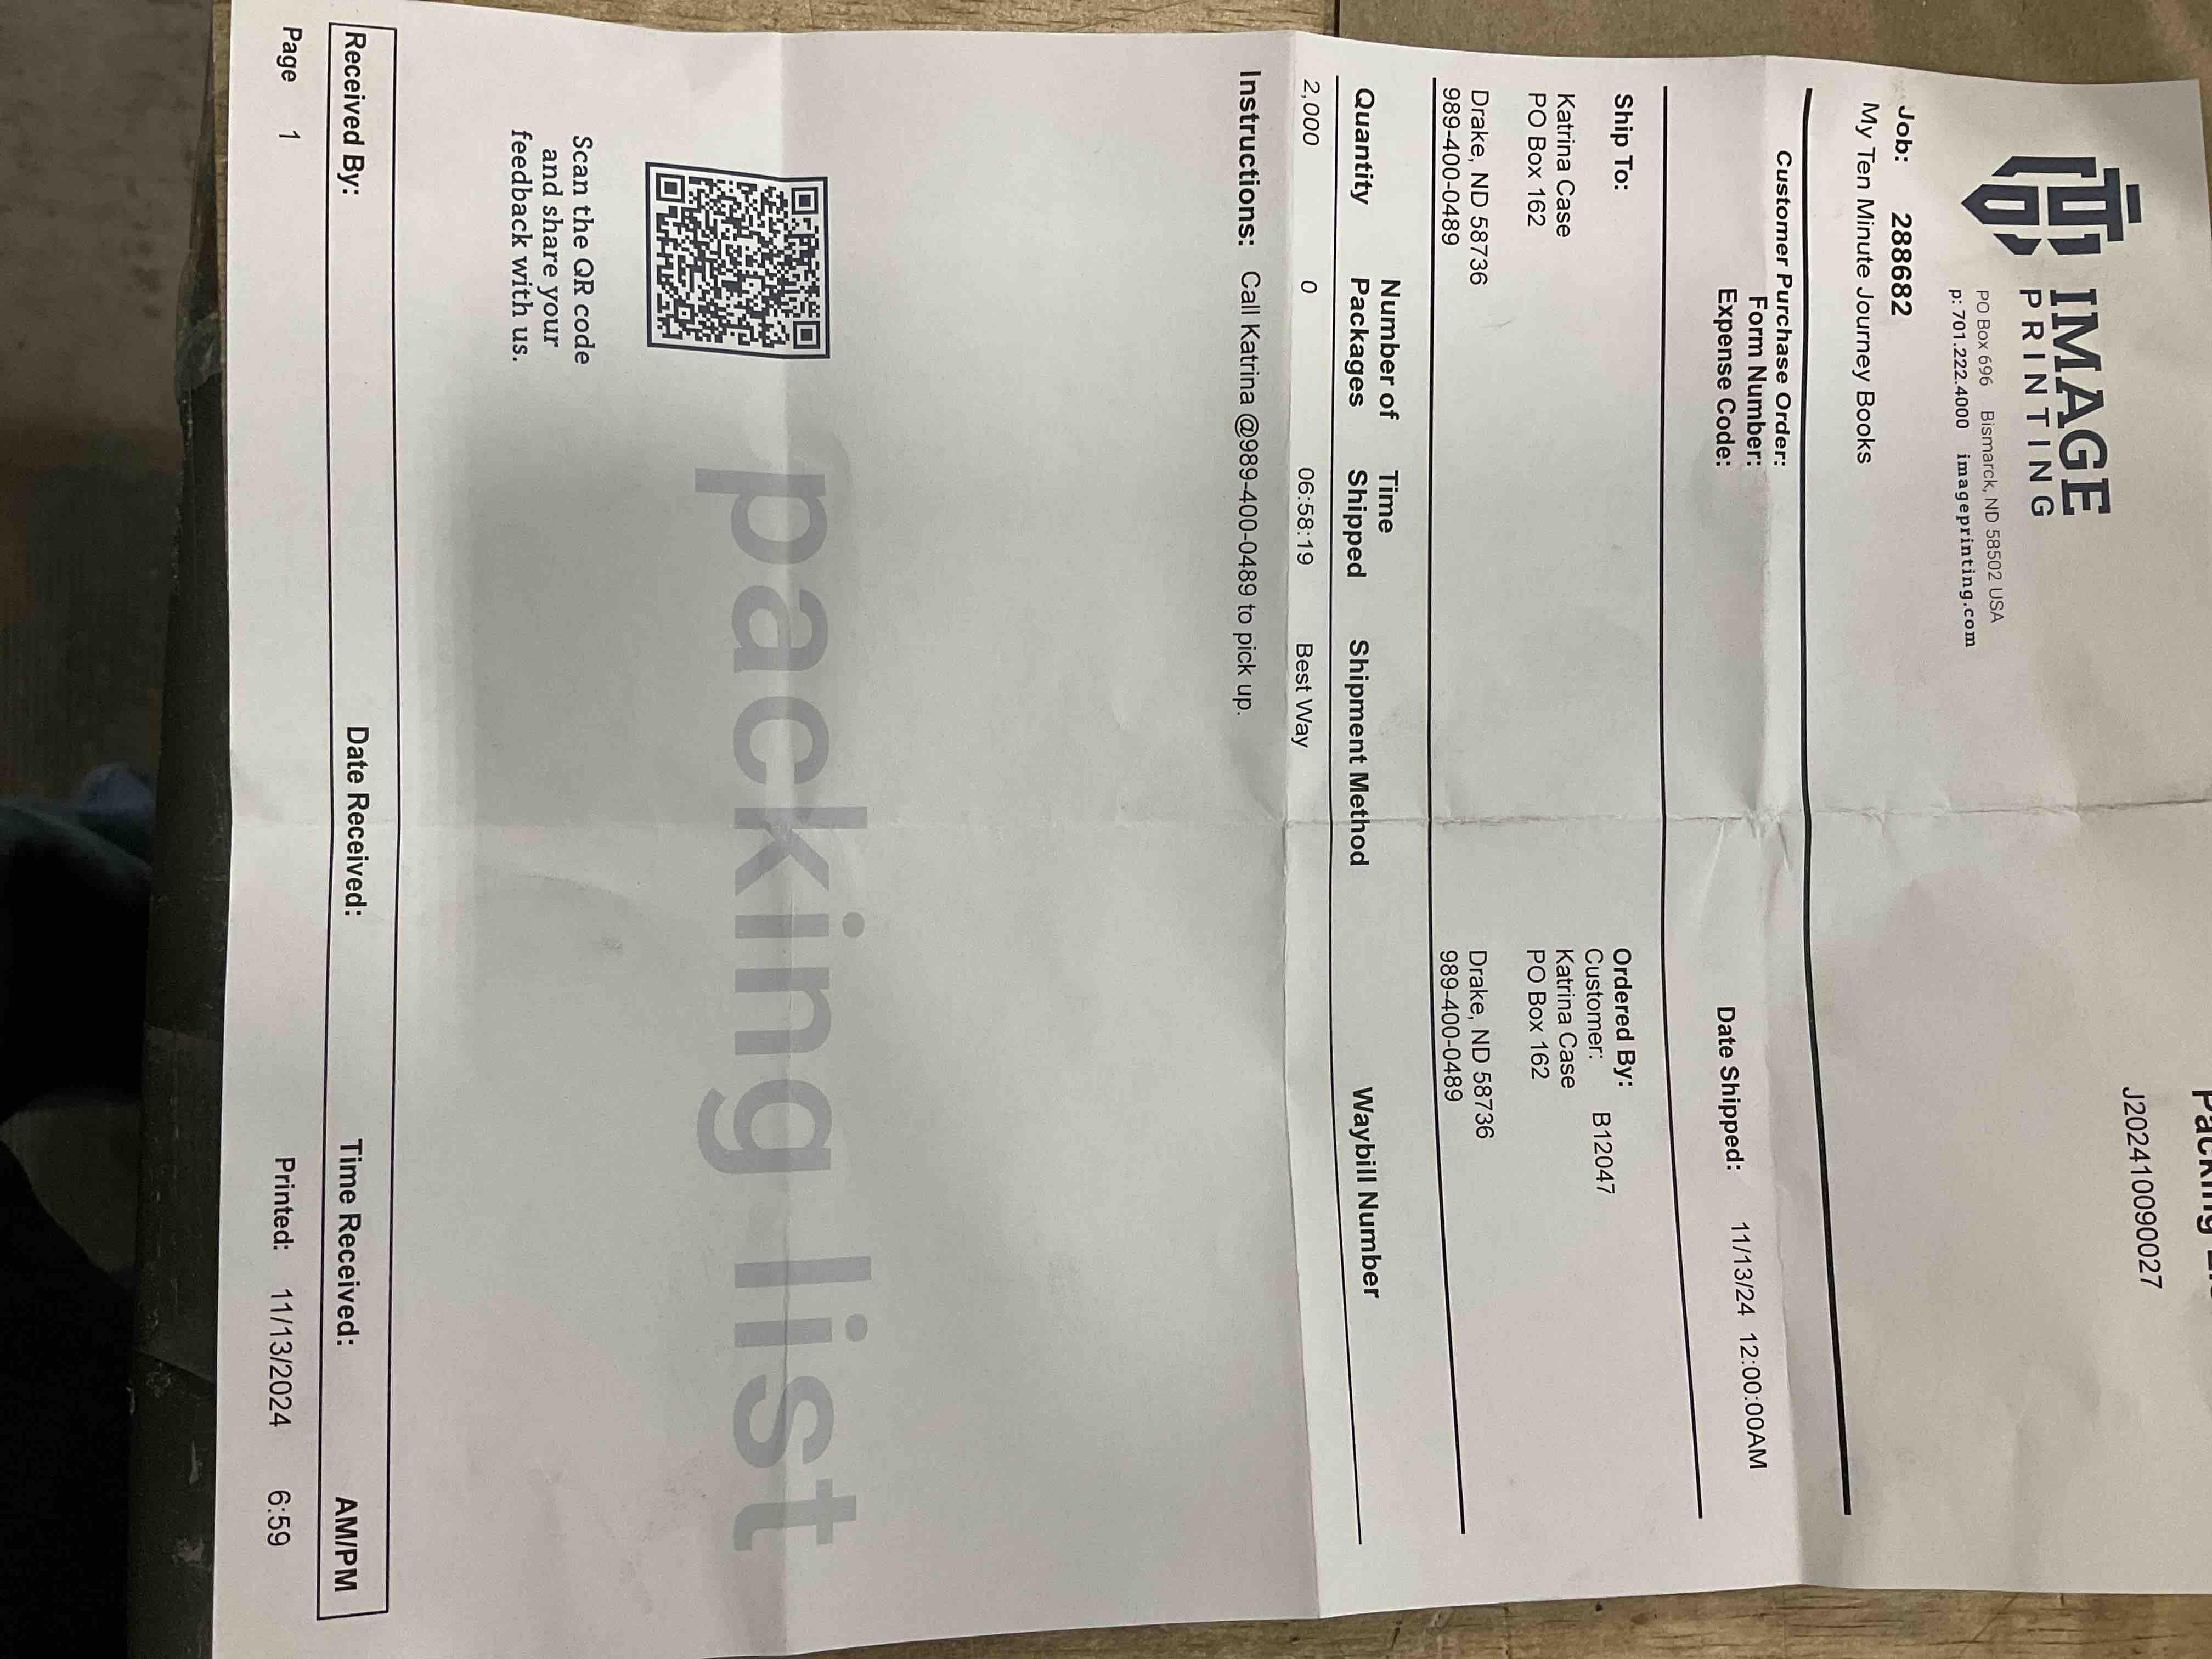 IMAGE
PRINTING
PO Box 696 Bismarck, ND 58502 USA
p: 701.222.4000 imageprinting.com
J202410090027
Job: 288682
My Ten Minute Journey Books
Customer Purchase Order:
Form Number:
Expense Code:
Date Shipped: 11/13/24 12:00:00AM
Ship To:
Katrina Case
PO Box 162
Drake, ND 58736
989-400-0489
Ordered By:
Customer: B12047
Katrina Case
PO Box 162
Drake, ND 58736
989-400-0489
Quantity Number of Packages Time Shipped Shipment Method Waybill Number
2,000 0 06:58:19 Best Way
Instructions: Call Katrina @989-400-0489 to pick up.
packing list
Scan the QR code
and share your
feedback with us.
Received By: Date Received: Time Received: AM/PM
Page 1 Printed: 11/13/2024 6:59